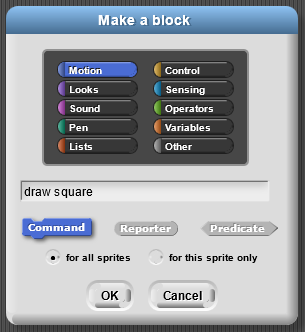 Make a block
Motion Control
Looks Sensing
Sound Operators
Pen Variables
Lists Other
draw square
Command Reporter Predicate
for all sprites for this sprite only
OK Cancel